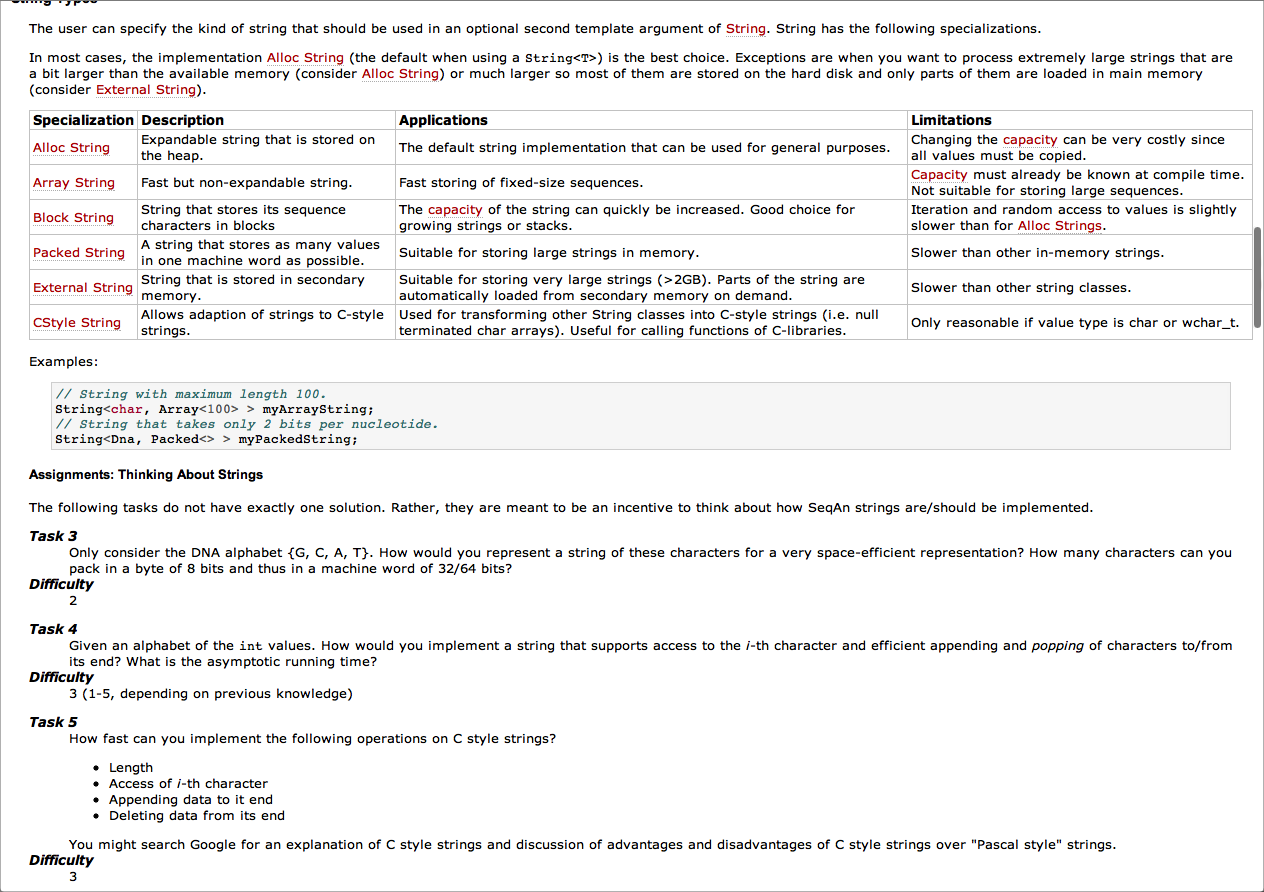 String Types
The user can specify the kind of string that should be used in an optional second template argument of String. String has the following specializations.
In most cases, the implementation Alloc String (the default when using a String<T>) is the best choice. Exceptions are when you want to process extremely large strings that are
a bit larger than the available memory (consider Alloc String) or much larger so most of them are stored on the hard disk and only parts of them are loaded in main memory
(consider External String).
Specialization Description Applications Limitations
Alloc String Expandable string that is stored on
the heap. The default string implementation that can be used for general purposes. Changing the capacity can be very costly since
all values must be copied.
Array String Fast but non-expandable string. Fast storing of fixed-size sequences. Capacity must already be known at compile time.
Not suitable for storing large sequences.
Block String String that stores its sequence
characters in blocks The capacity of the string can quickly be increased. Good choice for
growing strings or stacks. Iteration and random access to values is slightly
slower than for Alloc Strings.
Packed String A string that stores as many values
in one machine word as possible. Suitable for storing large strings in memory. Slower than other in-memory strings.
External String String that is stored in secondary
memory. Suitable for storing very large strings (>2GB). Parts of the string are
automatically loaded from secondary memory on demand. Slower than other string classes.
CStyle String Allows adaption of strings to C-style
strings. Used for transforming other String classes into C-style strings (i.e. null
terminated char arrays). Useful for calling functions of C-libraries. Only reasonable if value type is char or wchar_t.
Examples:
// String with maximum length 100.
String<char, Array<100> > myArrayString;
// String that takes only 2 bits per nucleotide.
String<Dna, Packed<> > myPackedString;
Assignments: Thinking About Strings
The following tasks do not have exactly one solution. Rather, they are meant to be an incentive to think about how SeqAn strings are/should be implemented.
Task 3
Only consider the DNA alphabet {G, C, A, T}. How would you represent a string of these characters for a very space-efficient representation? How many characters can you
pack in a byte of 8 bits and thus in a machine word of 32/64 bits?
Difficulty
2
Task 4
Given an alphabet of the int values. How would you implement a string that supports access to the i-th character and efficient appending and popping of characters to/from
its end? What is the asymptotic running time?
Difficulty
3 (1-5, depending on previous knowledge)
Task 5
How fast can you implement the following operations on C style strings?
• Length
• Access of i-th character
• Appending data to it end
• Deleting data from its end
You might search Google for an explanation of C style strings and discussion of advantages and disadvantages of C style strings over "Pascal style" strings.
Difficulty
3